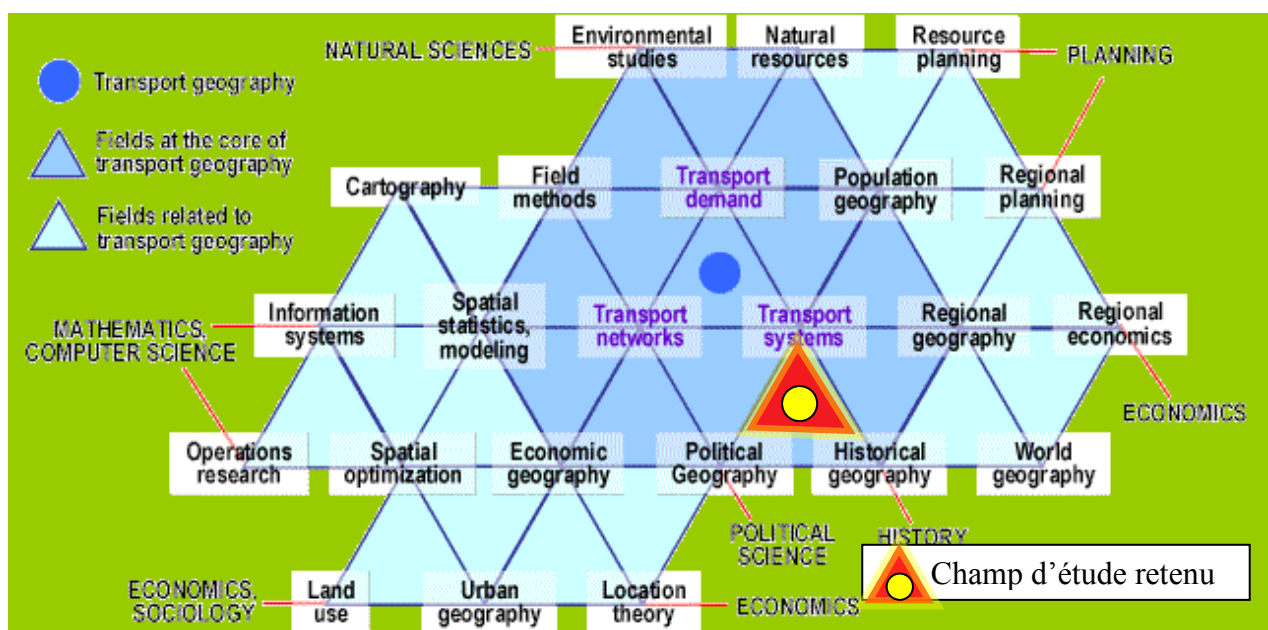 NATURAL SCIENCES
Environmental
studies
Natural
resources
Resource
planning
PLANNING
Transport geography
Fields at the core of
transport geography
Fields related to
transport geography
Cartography
Field
methods
Transport
demand
Population
geography
Regional
planning
MATHEMATICS,
COMPUTER SCIENCE
Information
systems
Spatial
statistics,
modeling
Transport
networks
Transport
systems
Regional
geography
Regional
economics
ECONOMICS
Operations
research
Spatial
optimization
Economic
geography
Political
Geography
Historical
geography
World
geography
POLITICAL
SCIENCE
HISTORY
Champ d’étude retenu
ECONOMICS,
SOCIOLOGY
Land
use
Urban
geography
Location
theory
ECONOMICS